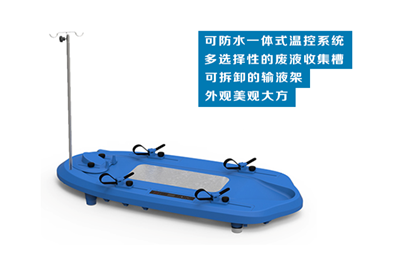 可防水一体式温控系统
多选择性的废液收集槽
可拆卸的输液架
外观美观大方